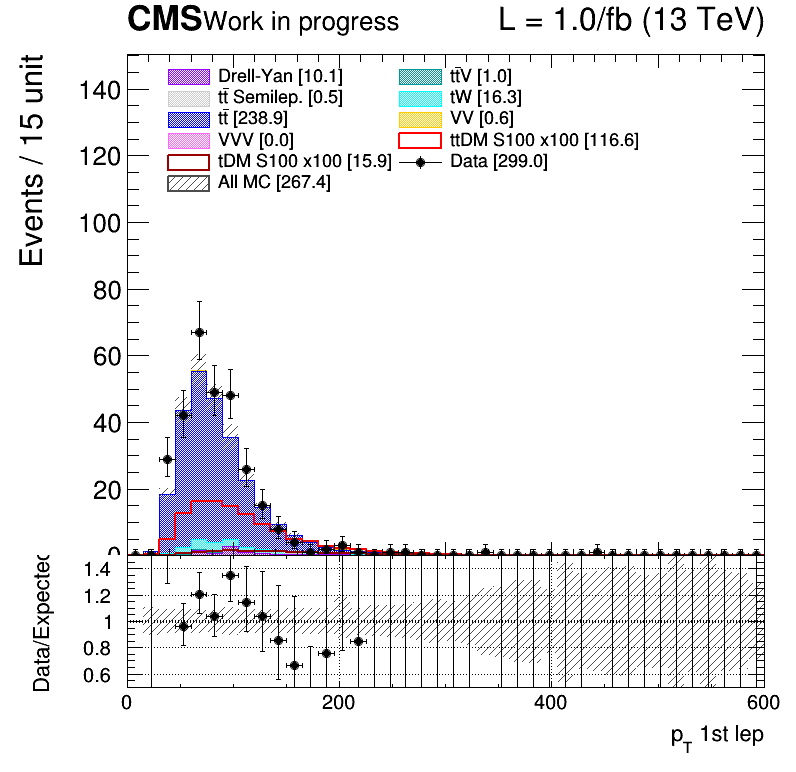 CMS Work in progress L = 1.0/fb (13 TeV)
Events / 15 unit
140
120
100
80
60
40
20
0
Drell-Yan [10.1] tt̄V [1.0]
tt̄ Semilep. [0.5] tW [16.3]
tt̄ [238.9] VV [0.6]
VVV [0.0] ttDM S100 x100 [116.6]
tDM S100 x100 [15.9] Data [299.0]
All MC [267.4]
Data/Expected
1.4
1.2
1
0.8
0.6
0 200 400 600
p_T 1st lep